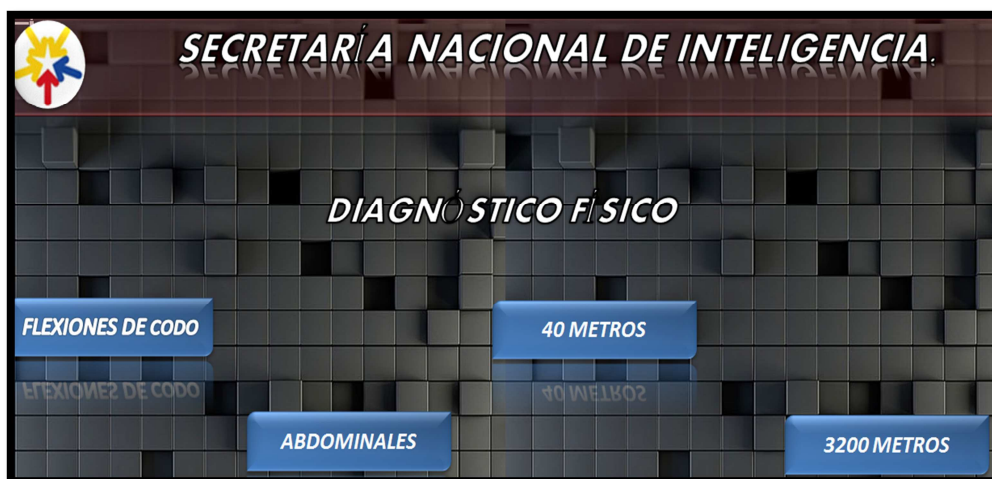 SECRETARÍA NACIONAL DE INTELIGENCIA.
DIAGNÓSTICO FÍSICO
FLEXIONES DE CODO
40 METROS
ABDOMINALES
3200 METROS